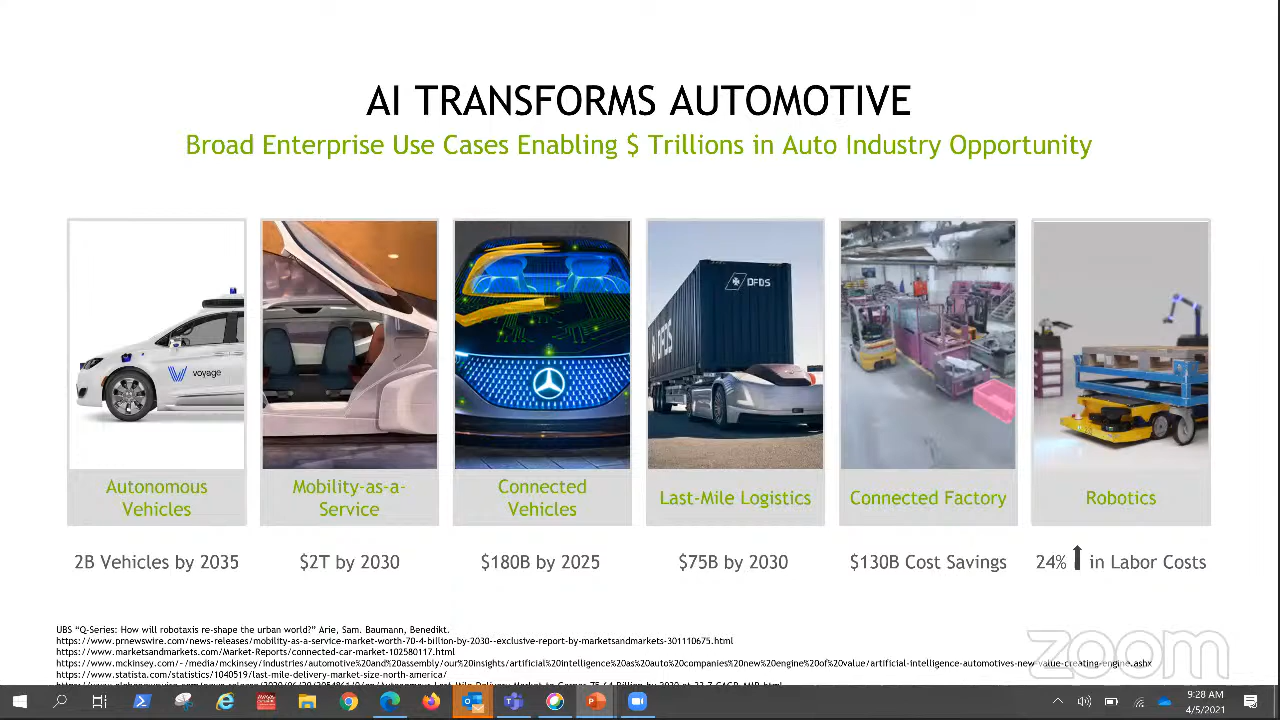 AI TRANSFORMS AUTOMOTIVE
Broad Enterprise Use Cases Enabling $ Trillions in Auto Industry Opportunity
voyage
DFDS
DFDS
Autonomous
Vehicles
Mobility-as-a-
Service
Connected
Vehicles
Last-Mile Logistics
Connected Factory
Robotics
2B Vehicles by 2035
$2T by 2030
$180B by 2025
$75B by 2030
$130B Cost Savings
24% in Labor Costs
UBS "Q-Series: How will robotaxis re-shape the urban world?" Arie, Sam. Baumann, Benedikt.
https://www.prnewswire.com/news-releases/mobility-as-a-service-market-worth-70-4-billion-by-2030--exclusive-report-by-marketsandmarkets-301110675.html
https://www.marketsandmarkets.com/Market-Reports/connected-car-market-102580117.html
https://www.mckinsey.com/~/media/mckinsey/industries/automotive%20and%20assembly/our%20insights/artificial%20intelligence%20as%20auto%20companies%20new%20engine%20of%20value/artificial-intelligence-automotives-new-value-creating-engine.ashx
https://www.statista.com/statistics/1040519/last-mile-delivery-market-size-north-america/
zoom
9:28 AM
4/5/2021